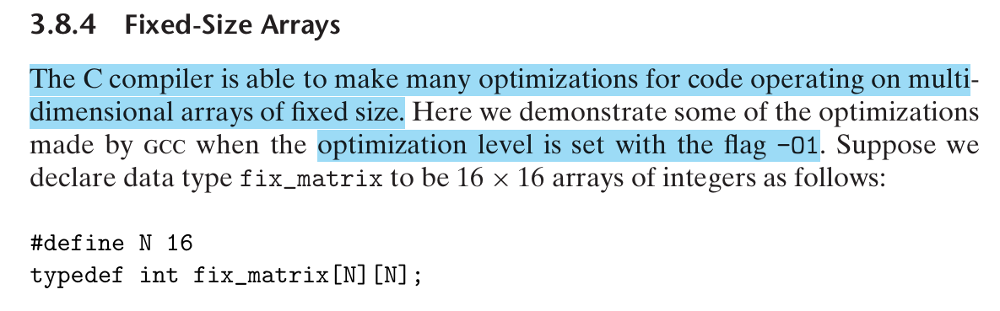 3.8.4 Fixed-Size Arrays
The C compiler is able to make many optimizations for code operating on multi-
dimensional arrays of fixed size. Here we demonstrate some of the optimizations
made by GCC when the optimization level is set with the flag -O1. Suppose we
declare data type fix_matrix to be 16 × 16 arrays of integers as follows:
#define N 16
typedef int fix_matrix[N][N];